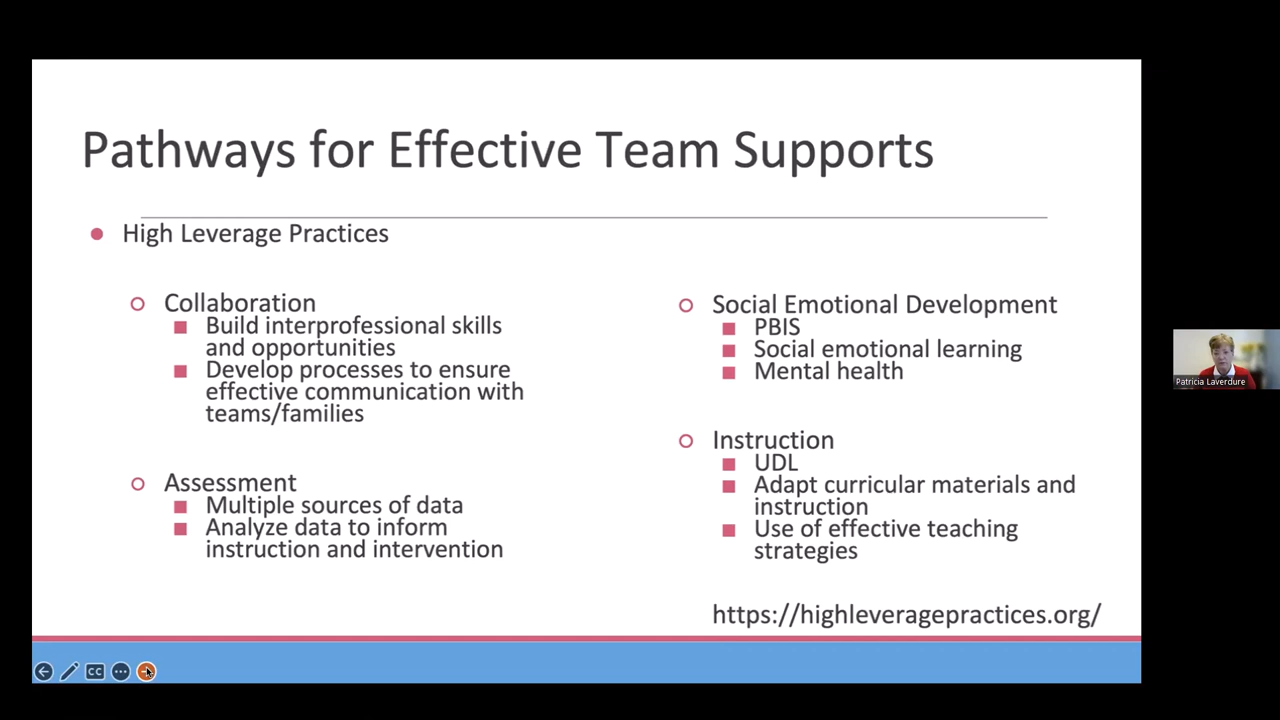 Pathways for Effective Team Supports
High Leverage Practices
Collaboration
Build interprofessional skills
and opportunities
Develop processes to ensure
effective communication with
teams/families
Assessment
Multiple sources of data
Analyze data to inform
instruction and intervention
Social Emotional Development
PBIS
Social emotional learning
Mental health
Instruction
UDL
Adapt curricular materials and
instruction
Use of effective teaching
strategies
https://highleveragepractices.org/
CC
Patricia Laverdure